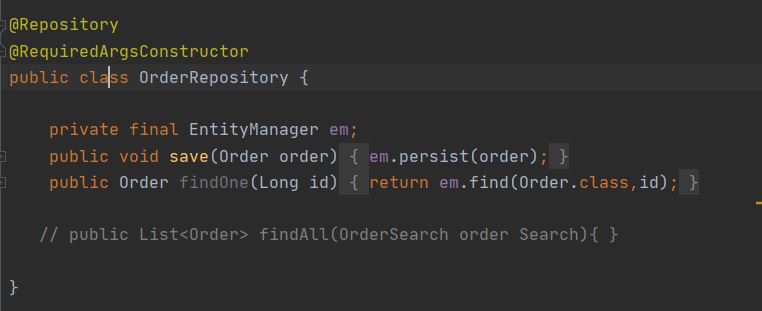 @Repository
@RequiredArgsConstructor
public class OrderRepository {
private final EntityManager em;
public void save(Order order) { em.persist(order); }
public Order findOne(Long id) { return em.find(Order.class,id); }
// public List<Order> findAll(OrderSearch order Search){ }
}